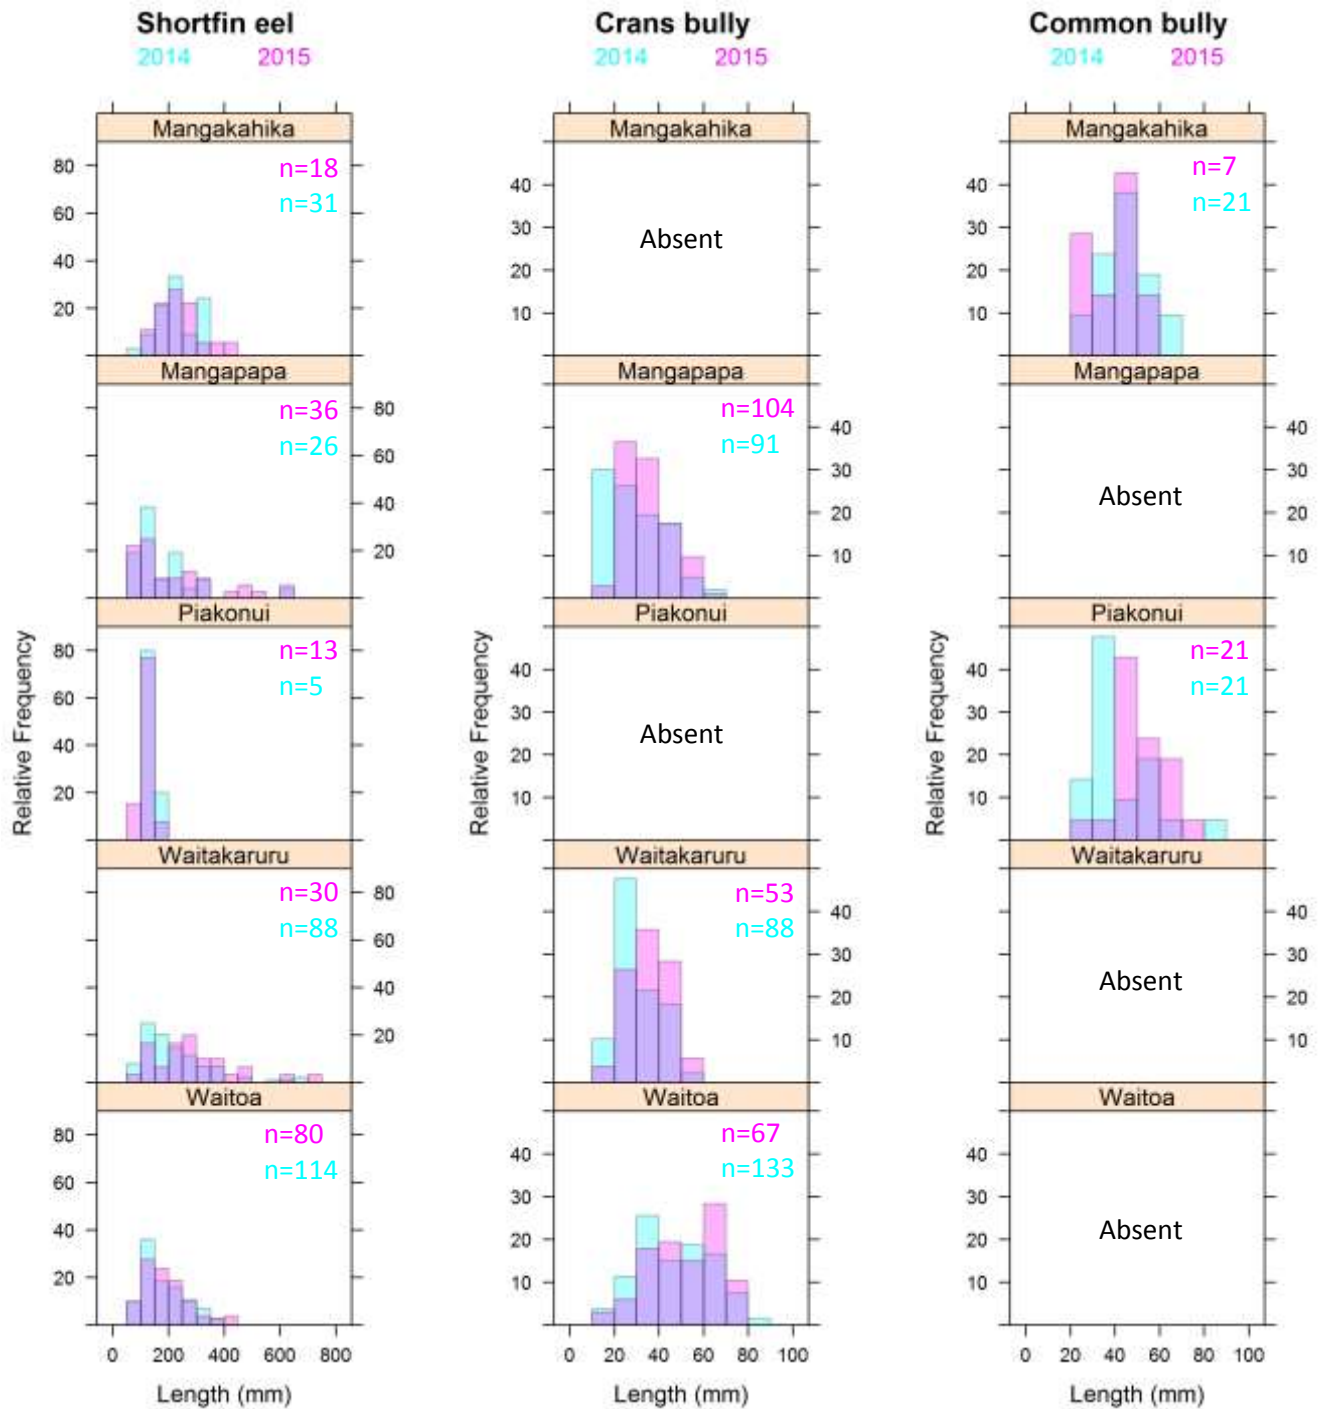 Shortfin eel
2014 2015
Crans bully
2014 2015
Common bully
2014 2015
Mangakahika
n=18
n=31
80
60
40
20
Mangakahika
Absent
40
30
20
10
Mangakahika
n=7
n=21
40
30
20
10
Mangapapa
n=36
n=26
80
60
40
20
Mangapapa
n=104
n=91
40
30
20
10
Mangapapa
Absent
40
30
20
10
Piakonui
n=13
n=5
80
60
40
20
Piakonui
Absent
40
30
20
10
Piakonui
n=21
n=21
40
30
20
10
Waitakaruru
n=30
n=88
80
60
40
20
Waitakaruru
n=53
n=88
40
30
20
10
Waitakaruru
Absent
40
30
20
10
Waitoa
n=80
n=114
80
60
40
20
Waitoa
n=67
n=133
40
30
20
10
Waitoa
Absent
40
30
20
10
Relative Frequency
Relative Frequency
Relative Frequency
0 200 400 600 800
0 20 40 60 80 100
0 20 40 60 80 100
Length (mm)
Length (mm)
Length (mm)